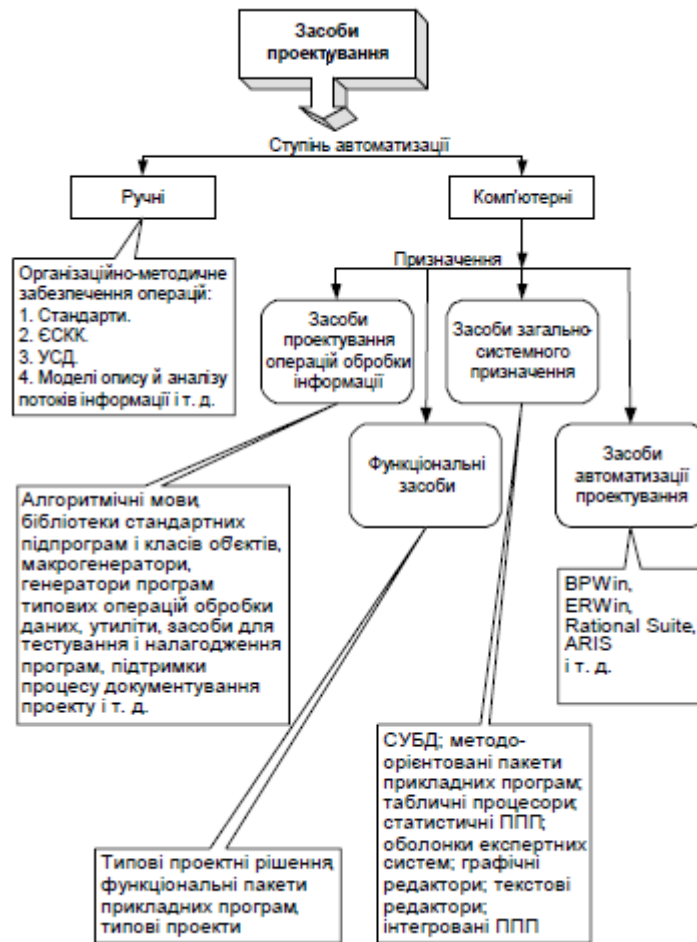 Засоби
проектування
Ступінь автоматизації
Ручні
Комп'ютерні
Організаційно-методичне
забезпечення операцій:
1. Стандарти.
2. ЄСКК.
3. УСД.
4. Моделі опису й аналізу
потоків інформації і т. д.
Призначення
Засоби
проектування
операцій обробки
інформації
Засоби загально-
системного
призначення
Функціональні
засоби
Засоби
автоматизації
проектування
Алгоритмічні мови,
бібліотеки стандартних
підпрограм і класів об'єктів,
макрогенератори,
генератори програм
типових операцій обробки
даних, утиліти, засоби для
тестування і налагодження
програм, підтримки
процесу документування
проекту і т. д.
BPWin,
ERWin,
Rational Suite,
ARIS
і т. д.
Типові проектні рішення,
функціональні пакети
прикладних програм,
типові проекти
СУБД; методо-
орієнтовані пакети
прикладних програм;
табличні процесори;
статистичні ППП;
оболонки експертних
систем; графічні
редактори; текстові
редактори;
інтегровані ППП